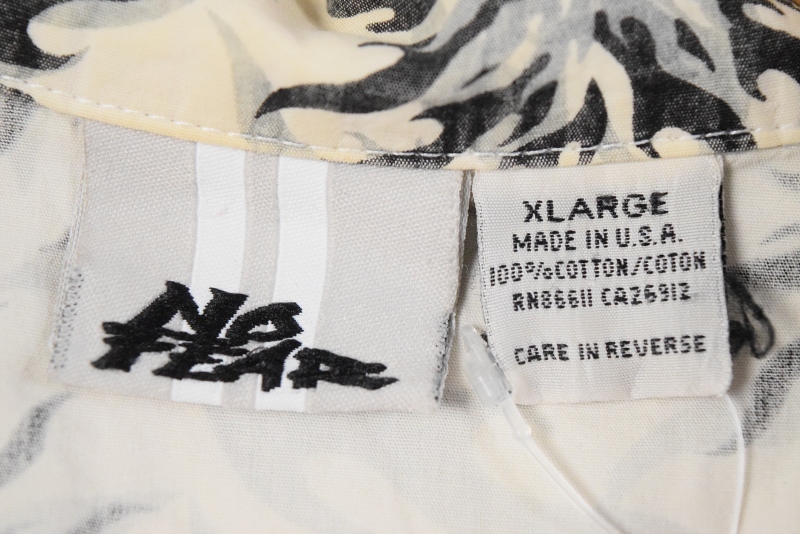 NO
FEAR
XLARGE
MADE IN U.S.A.
100%COTTON/COTON
RN86611 CA26912
CARE IN REVERSE